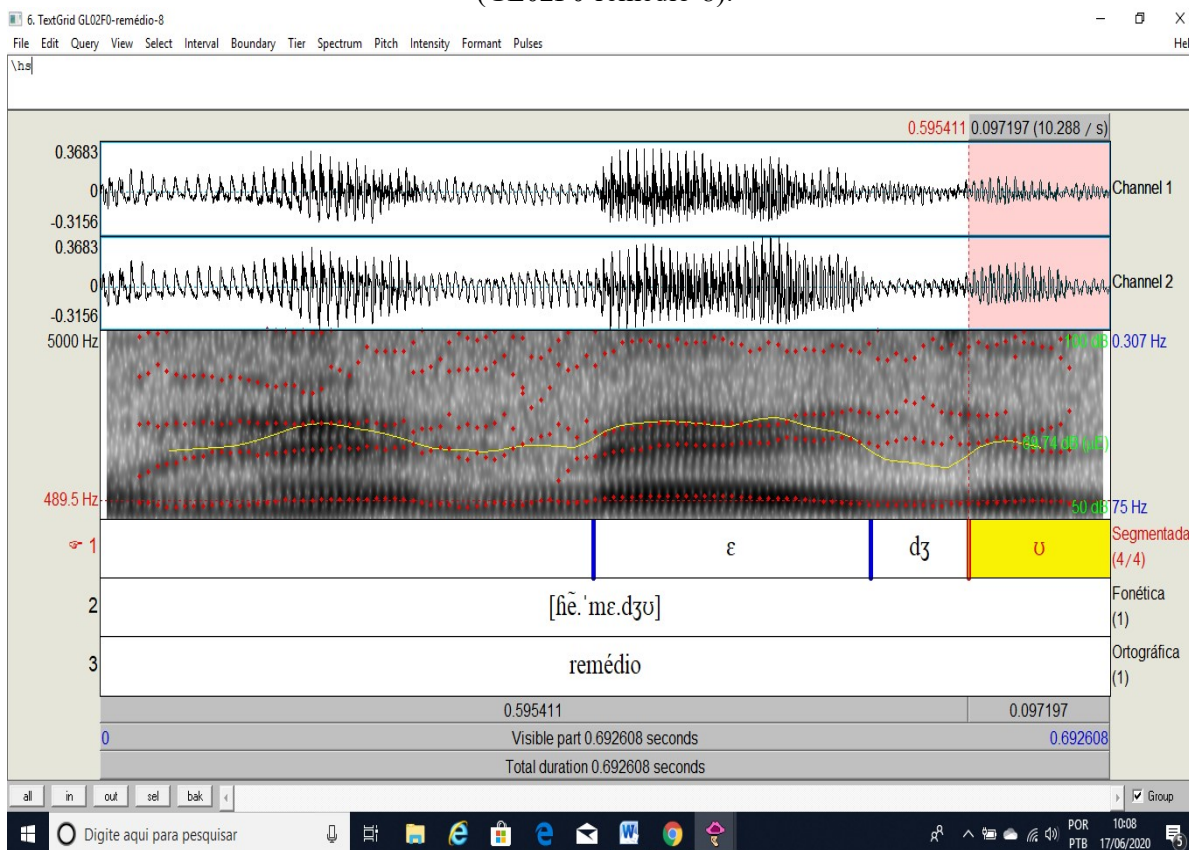 (GL02F0-remédio-8).
6. TextGrid GL02F0-remédio-8
File Edit Query View Select Interval Boundary Tier Spectrum Pitch Intensity Formant Pulses Hel
\hs
0.595411 0.097197 (10.288 / s)
0.3683
0
-0.3156
Channel 1
0.3683
0
-0.3156
Channel 2
5000 Hz 100 dB 0.307 Hz
489.5 Hz 50 dB 75 Hz
☞ 1 ɛ dʒ ʊ Segmentada (4/4)
2 [ɦẽ.ˈmɛ.dʒʊ] Fonética (1)
3 remédio Ortográfica (1)
0.595411 0.097197
0 Visible part 0.692608 seconds 0.692608
Total duration 0.692608 seconds
all in out sel bak Group
Digite aqui para pesquisar POR 10:08
PTB 17/06/2020 5